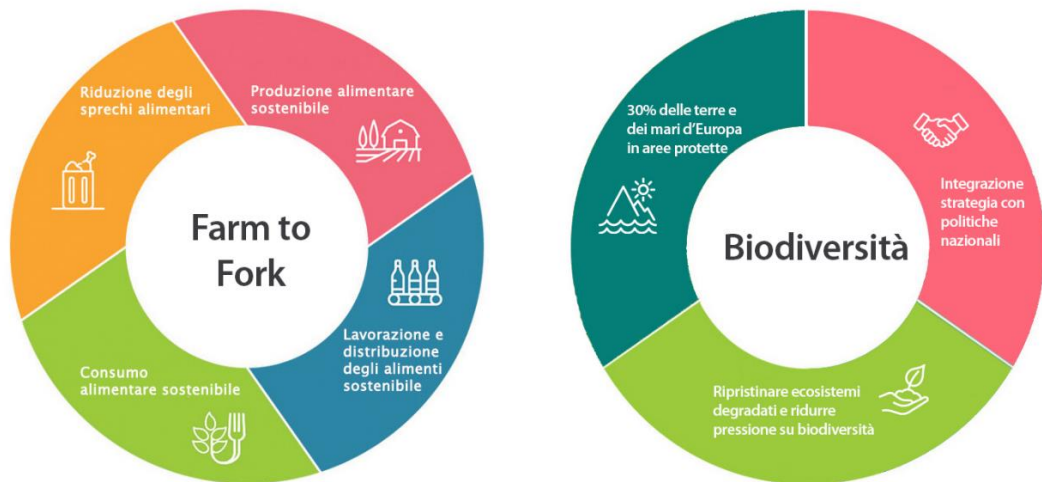 Riduzione degli
sprechi alimentari
Produzione alimentare
sostenibile
Farm to
Fork
Lavorazione e
distribuzione
degli alimenti
sostenibile
Consumo
alimentare sostenibile
30% delle terre e
dei mari d'Europa
in aree protette
Integrazione
strategia con
politiche
nazionali
Biodiversità
Ripristinare ecosistemi
degradati e ridurre
pressione su biodiversità